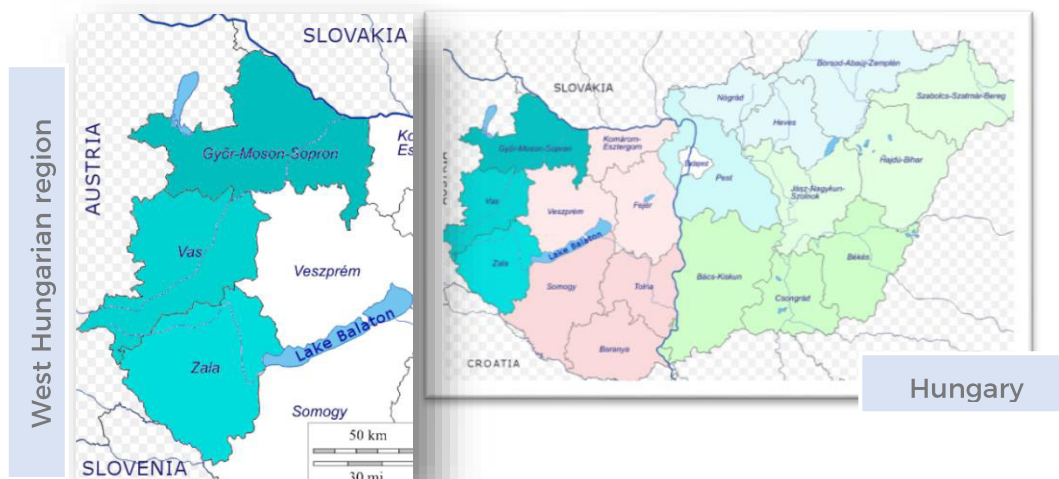 West Hungarian region
SLOVAKIA
AUSTRIA
Győr-Moson-Sopron
Ko
Es
Vas
Veszprém
Lake Balaton
Zala
Somogy
50 km
30 mi
SLOVENIA
SLOVAKIA
Borsod-Abaúj-Zemplén
Szabolcs-Szatmár-Bereg
Nógrád
Heves
Komárom-
Esztergom
Győr-Moson-Sopron
Hajdú-Bihar
Pest
Jász-Nagykun-
Szolnok
Vas
Veszprém
Fejér
Lake Balaton
Zala
Békés
Somogy
Tolna
Bács-Kiskun
Csongrád
Baranya
CROATIA
Hungary